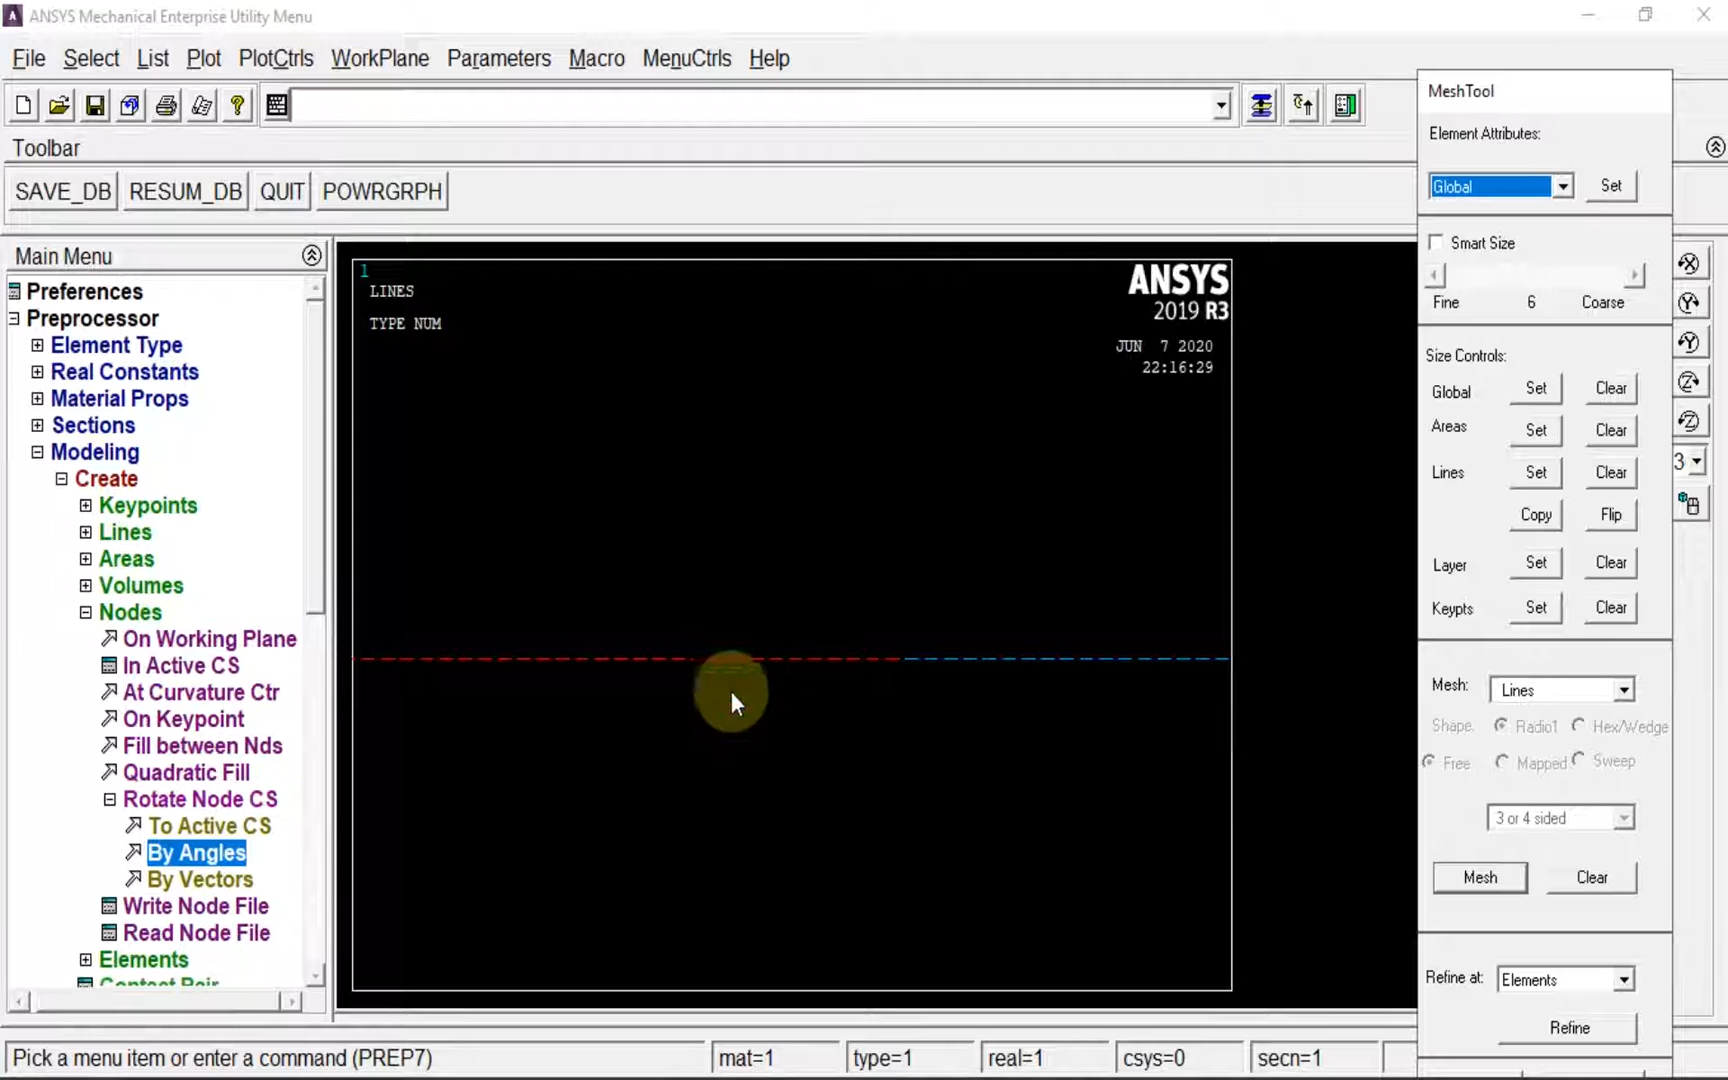 ANSYS Mechanical Enterprise Utility Menu
File Select List Plot PlotCtrls WorkPlane Parameters Macro MenuCtrls Help
Toolbar
SAVE_DB RESUM_DB QUIT POWRGRPH
Main Menu
Preferences
Preprocessor
Element Type
Real Constants
Material Props
Sections
Modeling
Create
Keypoints
Lines
Areas
Volumes
Nodes
On Working Plane
In Active CS
At Curvature Ctr
On Keypoint
Fill between Nds
Quadratic Fill
Rotate Node CS
To Active CS
By Angles
By Vectors
Write Node File
Read Node File
Elements
Contact Pair
1
LINES
TYPE NUM
ANSYS
2019 R3
JUN 7 2020
22:16:29
MeshTool
Element Attributes:
Global Set
Smart Size
Fine 6 Coarse
Size Controls:
Global Set Clear
Areas Set Clear
Lines Set Clear
Copy Flip
Layer Set Clear
Keypts Set Clear
Mesh: Lines
Shape: Radio1 Hex/Wedge
Free Mapped Sweep
3 or 4 sided
Mesh Clear
Refine at: Elements
Refine
3
Pick a menu item or enter a command (PREP7) mat=1 type=1 real=1 csys=0 secn=1